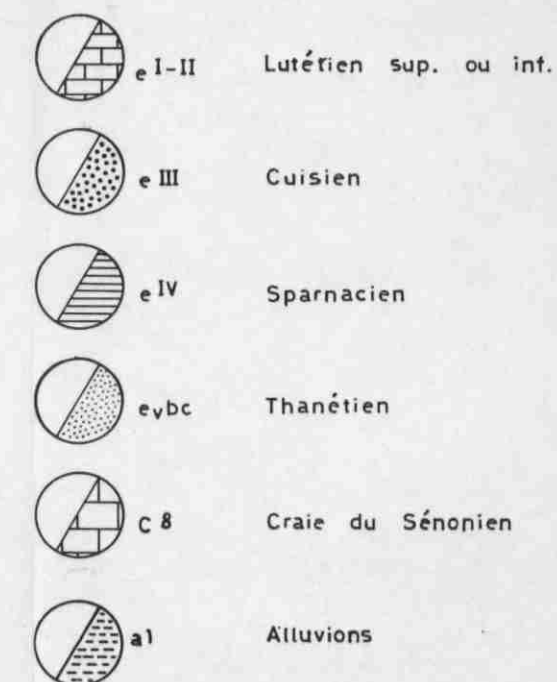 e I-II Lutétien sup. ou inf.
e III Cuisien
e IV Sparnacien
evbc Thanétien
C 8 Craie du Sénonien
a1 Alluvions